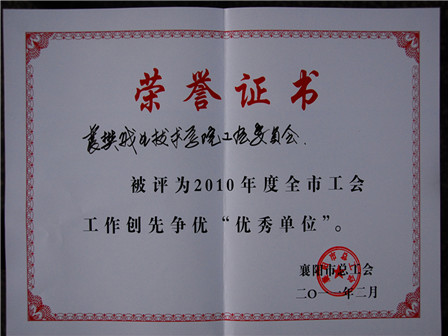 荣誉证书
襄樊职业技术学院工会委员会:
被评为2010年度全市工会
工作创先争优“优秀单位”。
襄阳市总工会
二〇一一年二月